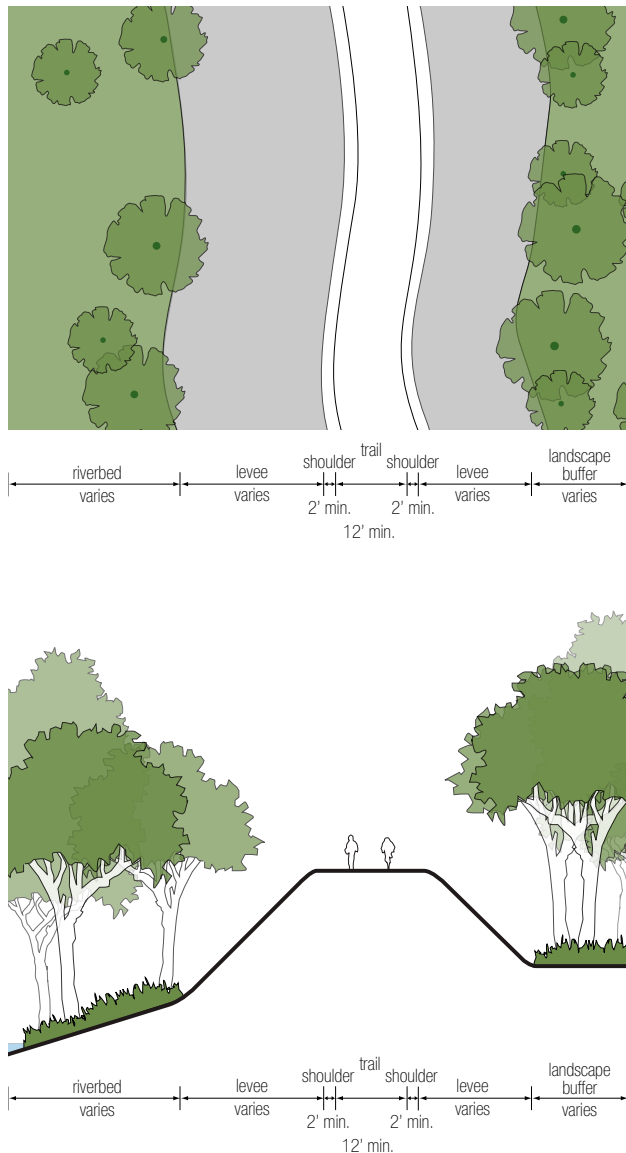 riverbed
varies
levee
varies
shoulder
2' min.
trail
12' min.
shoulder
2' min.
levee
varies
landscape
buffer
varies
riverbed
varies
levee
varies
shoulder
2' min.
trail
12' min.
shoulder
2' min.
levee
varies
landscape
buffer
varies